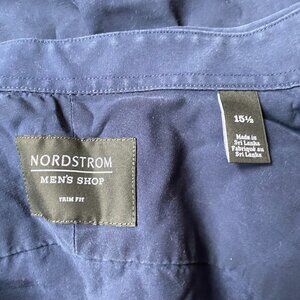 NORDSTROM
MEN'S SHOP
TRIM FIT
15½
Made in
Sri Lanka
Fabriqué au
Sri Lanka